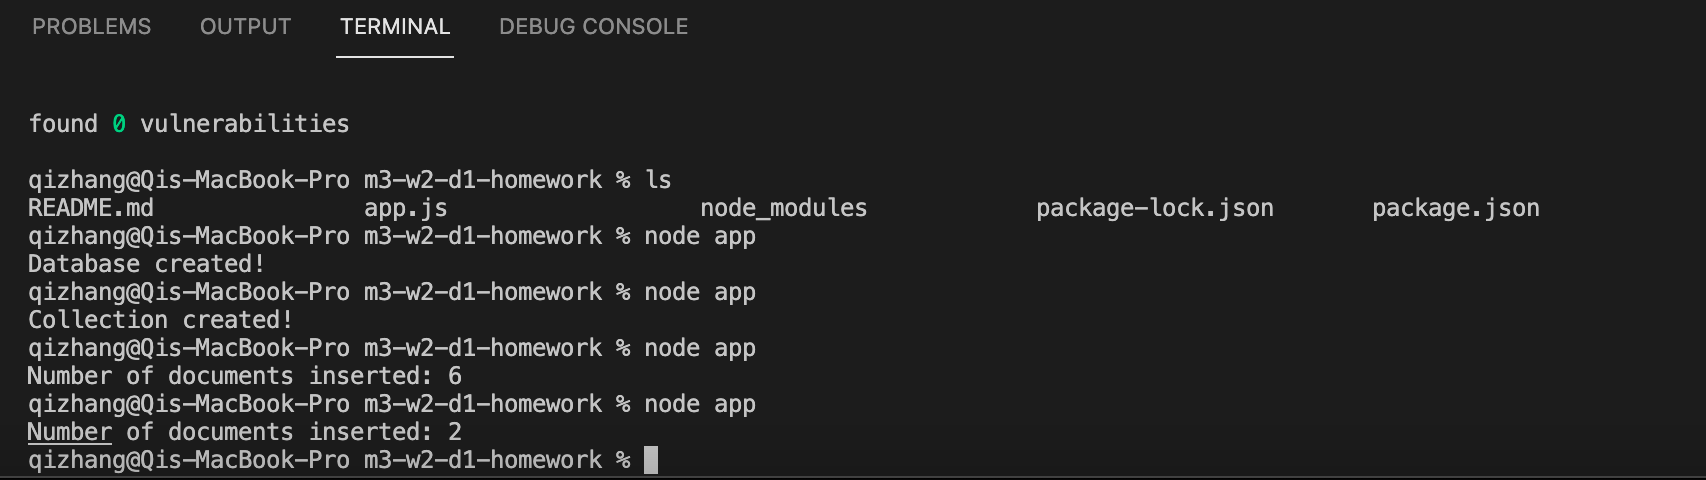 PROBLEMS OUTPUT TERMINAL DEBUG CONSOLE
found 0 vulnerabilities
qizhang@Qis-MacBook-Pro m3-w2-d1-homework % ls
README.md app.js node_modules package-lock.json package.json
qizhang@Qis-MacBook-Pro m3-w2-d1-homework % node app
Database created!
qizhang@Qis-MacBook-Pro m3-w2-d1-homework % node app
Collection created!
qizhang@Qis-MacBook-Pro m3-w2-d1-homework % node app
Number of documents inserted: 6
qizhang@Qis-MacBook-Pro m3-w2-d1-homework % node app
Number of documents inserted: 2
qizhang@Qis-MacBook-Pro m3-w2-d1-homework %